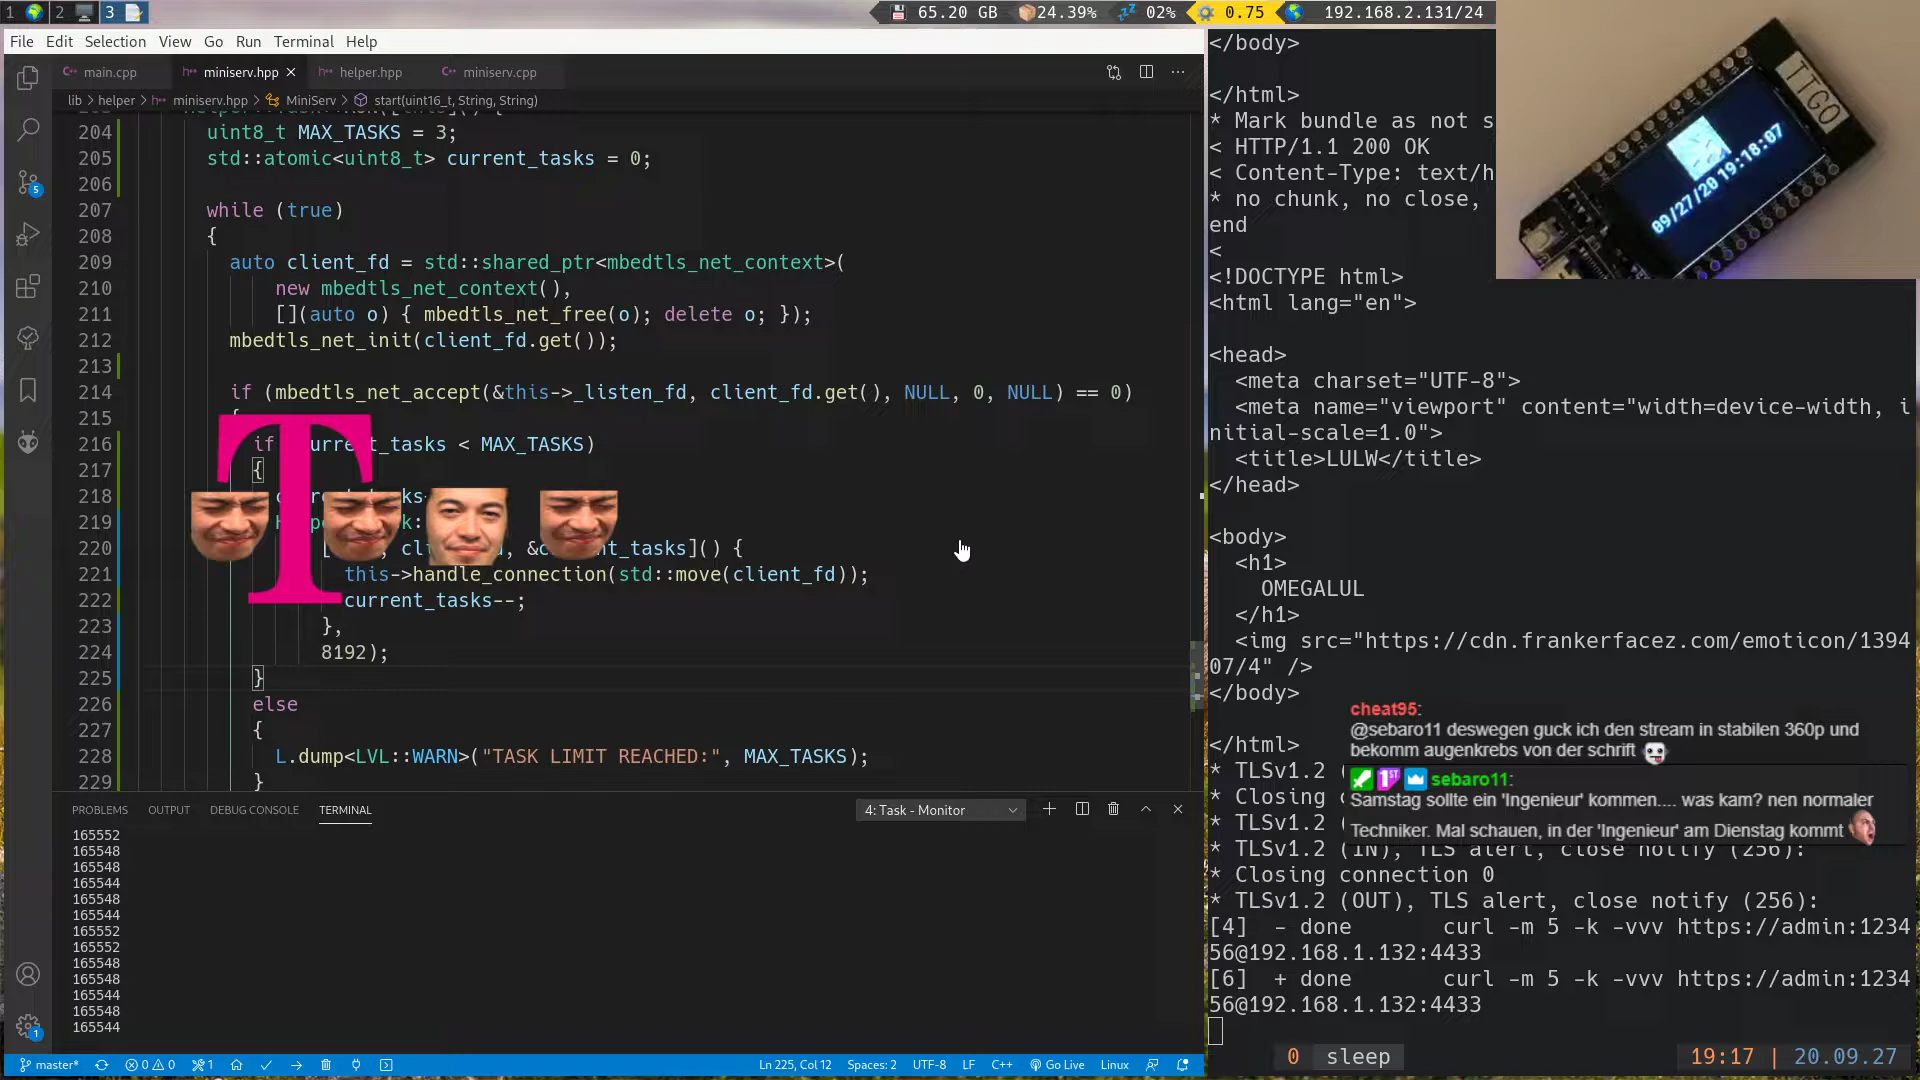 1 2 3 65.20 GB 24.39% 02% 0.75 192.168.2.131/24
File Edit Selection View Go Run Terminal Help
main.cpp miniserv.hpp helper.hpp miniserv.cpp
lib > helper > miniserv.hpp > MiniServ > start(uint16_t, String, String)
204 uint8_t MAX_TASKS = 3;
205 std::atomic<uint8_t> current_tasks = 0;
206
207 while (true)
208 {
209 auto client_fd = std::shared_ptr<mbedtls_net_context>(
210 new mbedtls_net_context(),
211 [](auto o) { mbedtls_net_free(o); delete o; });
212 mbedtls_net_init(client_fd.get());
213
214 if (mbedtls_net_accept(&this->_listen_fd, client_fd.get(), NULL, 0, NULL) == 0)
215 {
216 if < MAX_TASKS)
217 {
218
219
220 ]() {
221 this->handle_connection(std::move(client_fd));
222 current_tasks--;
223 },
224 8192);
225 }
226 else
227 {
228 L.dump<LVL::WARN>("TASK LIMIT REACHED:", MAX_TASKS);
229 }
T
PROBLEMS OUTPUT DEBUG CONSOLE TERMINAL 4: Task - Monitor
165552
165548
165548
165544
165548
165544
165552
165552
165548
165548
165544
165548
165544
master* 0 0 1 Ln 225, Col 12 Spaces: 2 UTF-8 LF C++ Go Live Linux
5
1
</body>
</html>
* Mark bundle as not s
< HTTP/1.1 200 OK
< Content-Type: text/h
* no chunk, no close,
end
<
<!DOCTYPE html>
<html lang="en">
<head>
<meta charset="UTF-8">
<meta name="viewport" content="width=device-width, i
nitial-scale=1.0">
<title>LULW</title>
</head>
<body>
<h1>
OMEGALUL
</h1>
<img src="https://cdn.frankerfacez.com/emoticon/1394
07/4" />
</body>
</html>
* TLSv1.2 (
* Closing
* TLSv1.2 (
* TLSv1.2 (IN), TLS alert, close notify (256):
* Closing connection 0
* TLSv1.2 (OUT), TLS alert, close notify (256):
[4] - done curl -m 5 -k -vvv https://admin:1234
56@192.168.1.132:4433
[6] + done curl -m 5 -k -vvv https://admin:1234
56@192.168.1.132:4433
cheat95:
@sebaro11 deswegen guck ich den stream in stabilen 360p und
bekomm augenkrebs von der schrift
1ST sebaro11:
Samstag sollte ein 'Ingenieur' kommen.... was kam? nen normaler
Techniker. Mal schauen, in der 'Ingenieur' am Dienstag kommt
0 sleep 19:17 | 20.09.27
TTGO
09/27/20 19:18:07